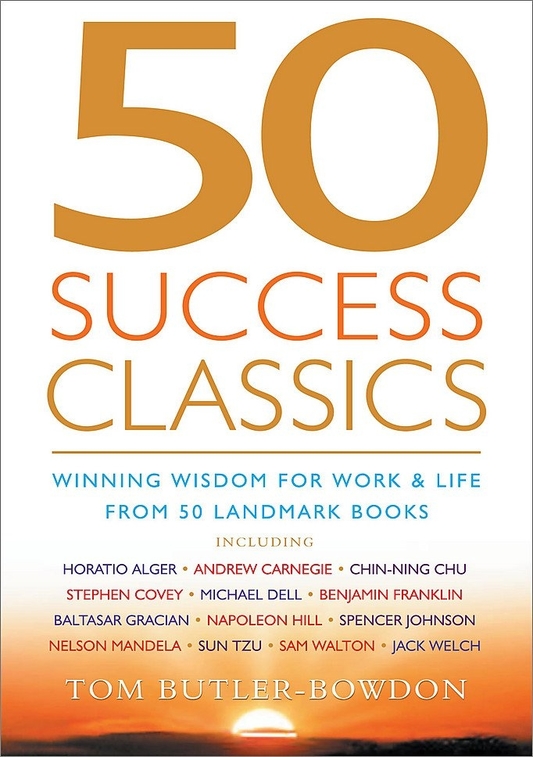 50
SUCCESS
CLASSICS
WINNING WISDOM FOR WORK & LIFE
FROM 50 LANDMARK BOOKS
INCLUDING
HORATIO ALGER • ANDREW CARNEGIE • CHIN-NING CHU
STEPHEN COVEY • MICHAEL DELL • BENJAMIN FRANKLIN
BALTASAR GRACIAN • NAPOLEON HILL • SPENCER JOHNSON
NELSON MANDELA • SUN TZU • SAM WALTON • JACK WELCH
TOM BUTLER-BOWDON